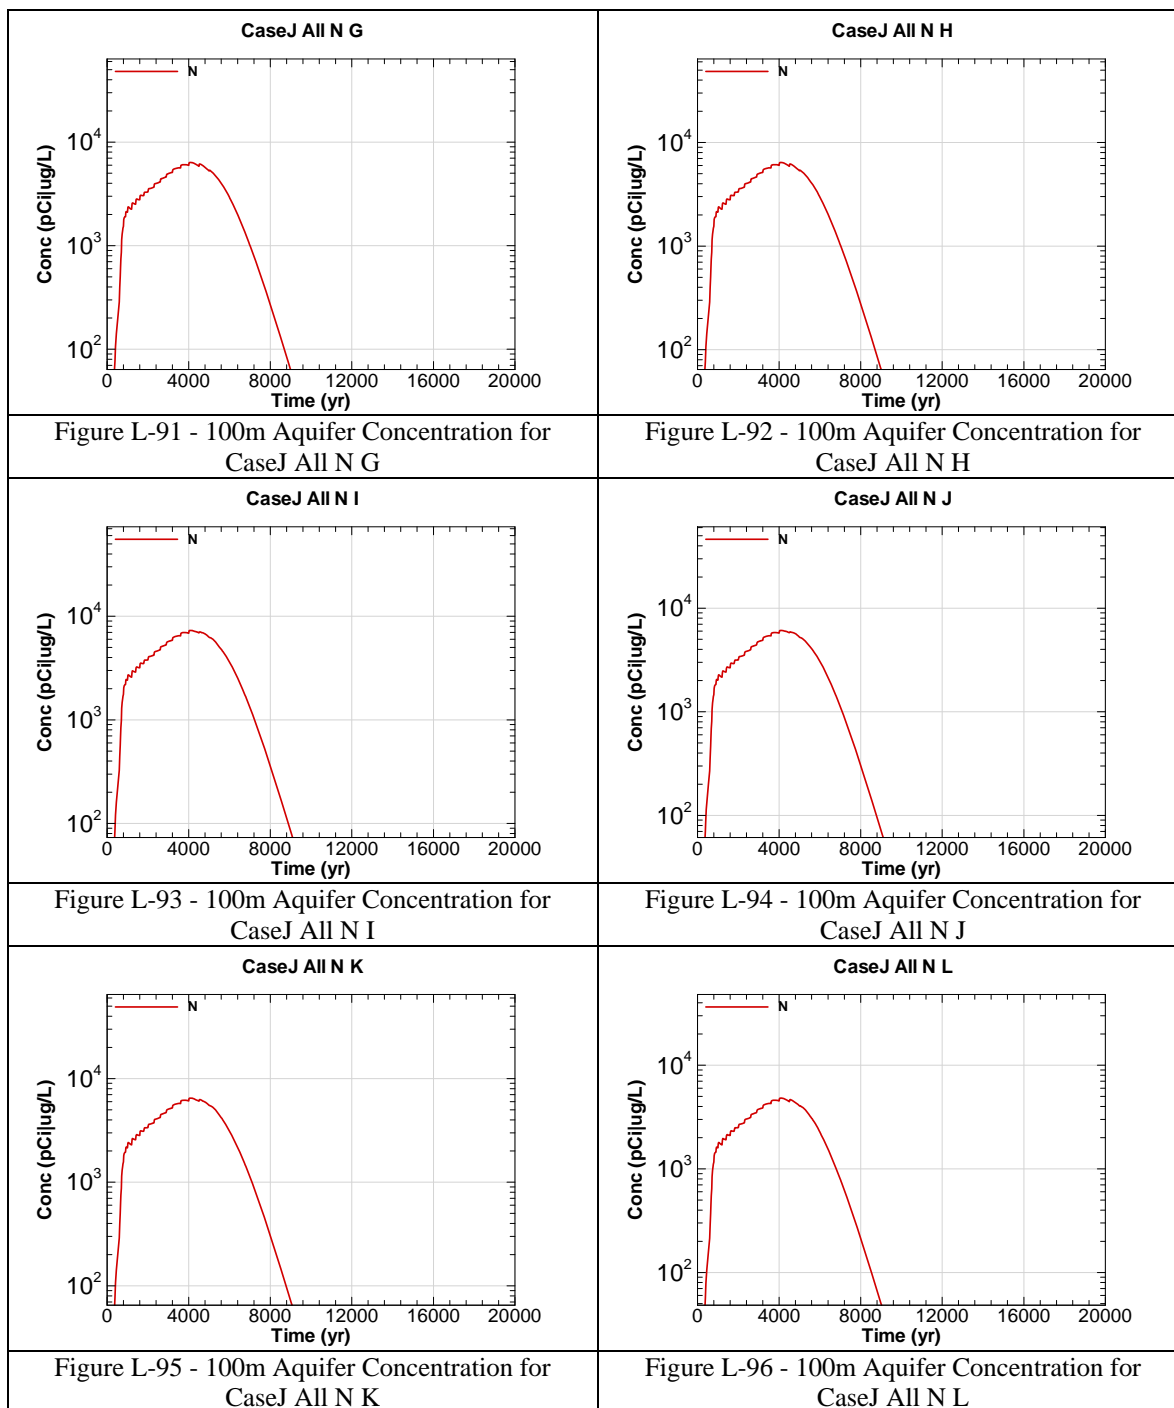 CaseJ All N G
N
Conc (pCi|ug/L)
10^4
10^3
10^2
0 4000 8000 12000 16000 20000
Time (yr)
Figure L-91 - 100m Aquifer Concentration for
CaseJ All N G
CaseJ All N H
N
Conc (pCi|ug/L)
10^4
10^3
10^2
0 4000 8000 12000 16000 20000
Time (yr)
Figure L-92 - 100m Aquifer Concentration for
CaseJ All N H
CaseJ All N I
N
Conc (pCi|ug/L)
10^4
10^3
10^2
0 4000 8000 12000 16000 20000
Time (yr)
Figure L-93 - 100m Aquifer Concentration for
CaseJ All N I
CaseJ All N J
N
Conc (pCi|ug/L)
10^4
10^3
10^2
0 4000 8000 12000 16000 20000
Time (yr)
Figure L-94 - 100m Aquifer Concentration for
CaseJ All N J
CaseJ All N K
N
Conc (pCi|ug/L)
10^4
10^3
10^2
0 4000 8000 12000 16000 20000
Time (yr)
Figure L-95 - 100m Aquifer Concentration for
CaseJ All N K
CaseJ All N L
N
Conc (pCi|ug/L)
10^4
10^3
10^2
0 4000 8000 12000 16000 20000
Time (yr)
Figure L-96 - 100m Aquifer Concentration for
CaseJ All N L